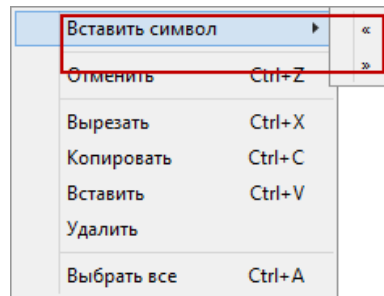 Вставить символ «
»
Отменить Ctrl+Z
Вырезать Ctrl+X
Копировать Ctrl+C
Вставить Ctrl+V
Удалить
Выбрать все Ctrl+A